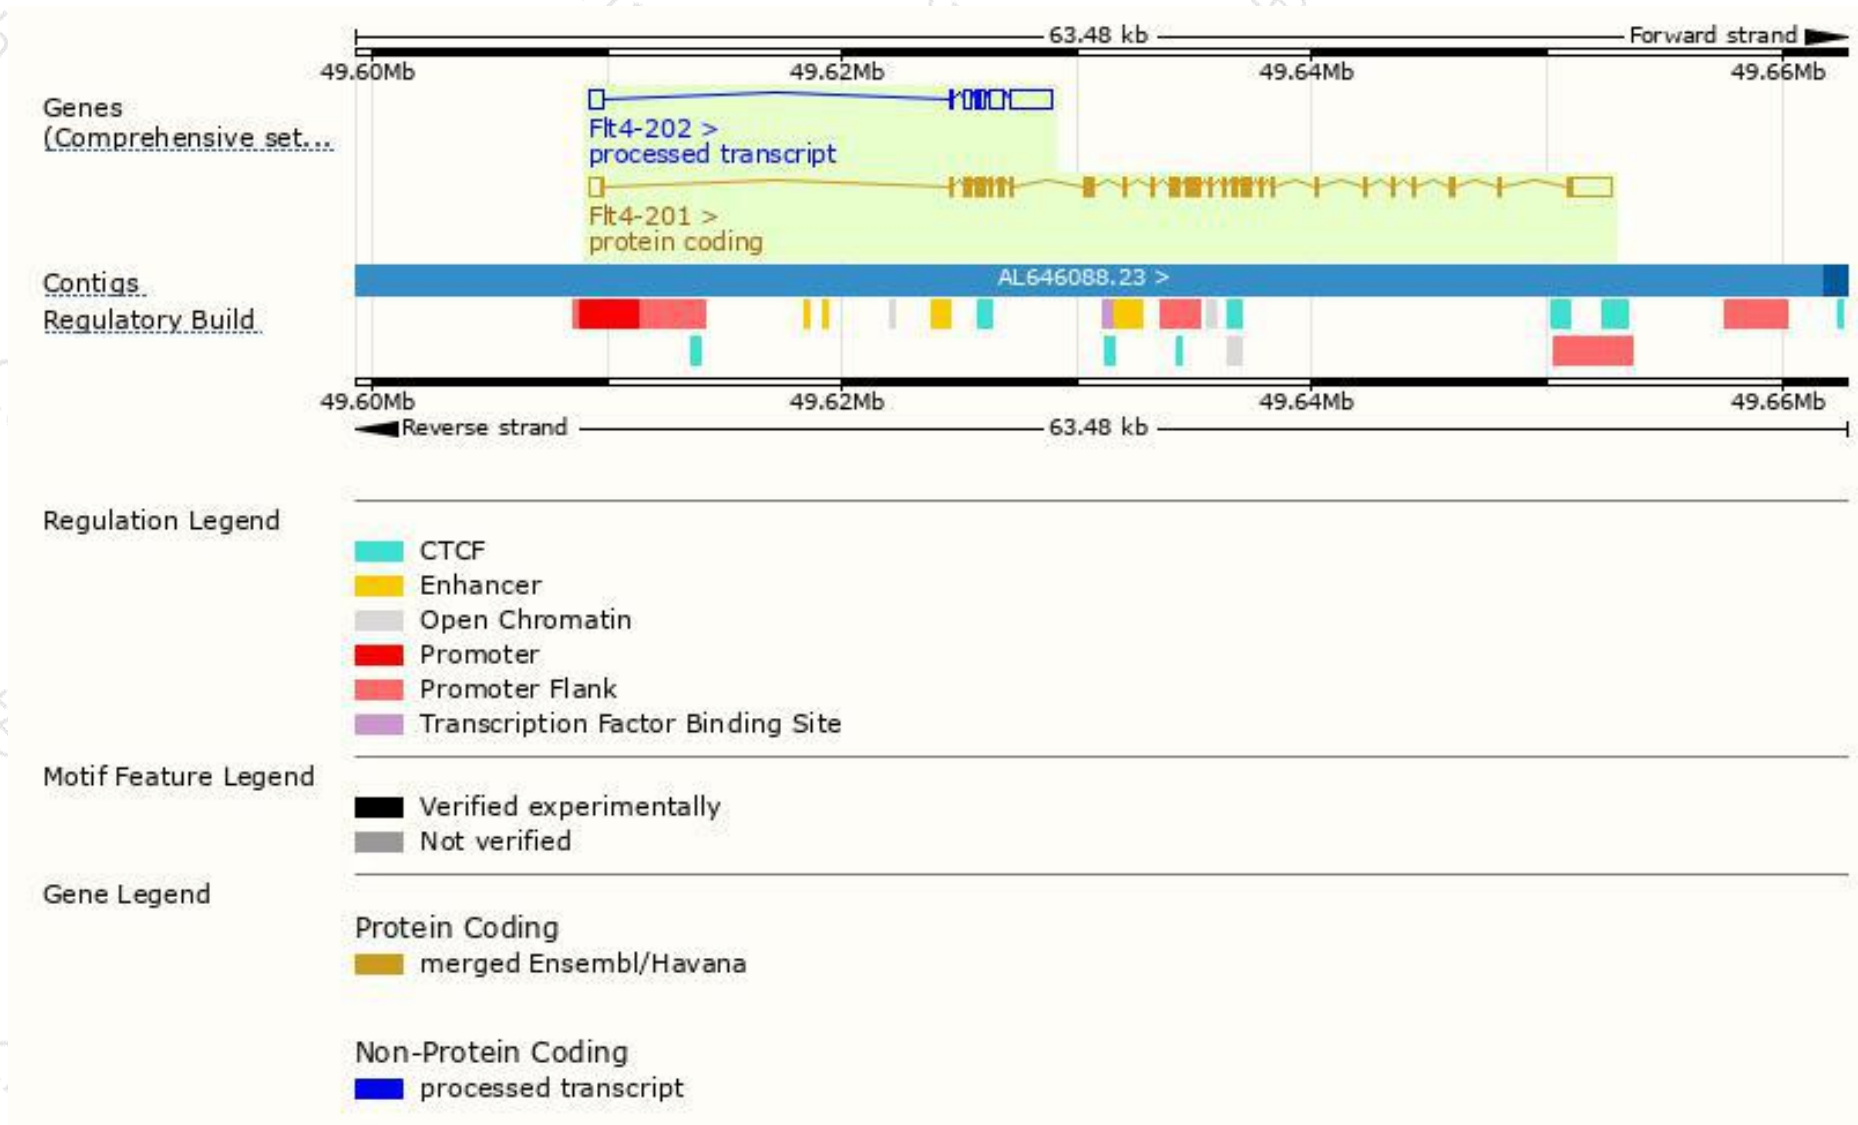 63.48 kb Forward strand
49.60Mb 49.62Mb 49.64Mb 49.66Mb
Genes
(Comprehensive set...
Flt4-202 >
processed transcript
Flt4-201 >
protein coding
Contigs AL646088.23 >
Regulatory Build
49.60Mb 49.62Mb 49.64Mb 49.66Mb
Reverse strand 63.48 kb
Regulation Legend
CTCF
Enhancer
Open Chromatin
Promoter
Promoter Flank
Transcription Factor Binding Site
Motif Feature Legend
Verified experimentally
Not verified
Gene Legend
Protein Coding
merged Ensembl/Havana
Non-Protein Coding
processed transcript